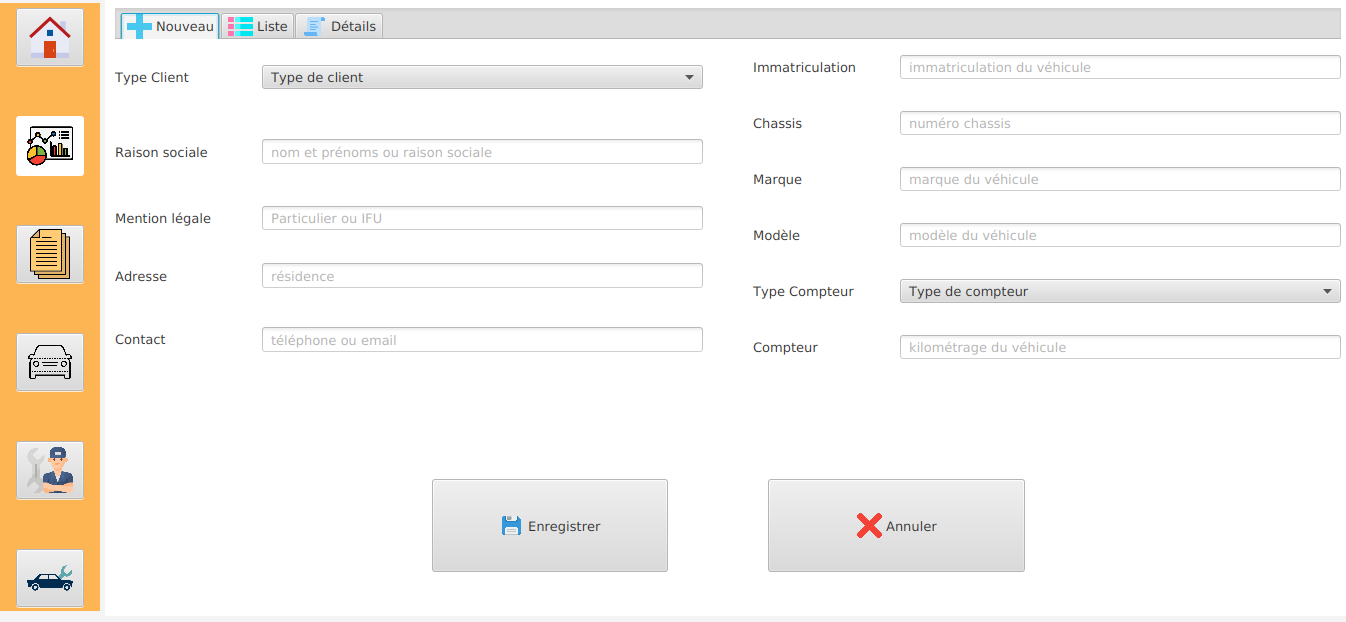 Nouveau
Liste
Détails
Type Client
Type de client
Raison sociale
nom et prénoms ou raison sociale
Mention légale
Particulier ou IFU
Adresse
résidence
Contact
téléphone ou email
Immatriculation
immatriculation du véhicule
Chassis
numéro chassis
Marque
marque du véhicule
Modèle
modèle du véhicule
Type Compteur
Type de compteur
Compteur
kilométrage du véhicule
Enregistrer
Annuler